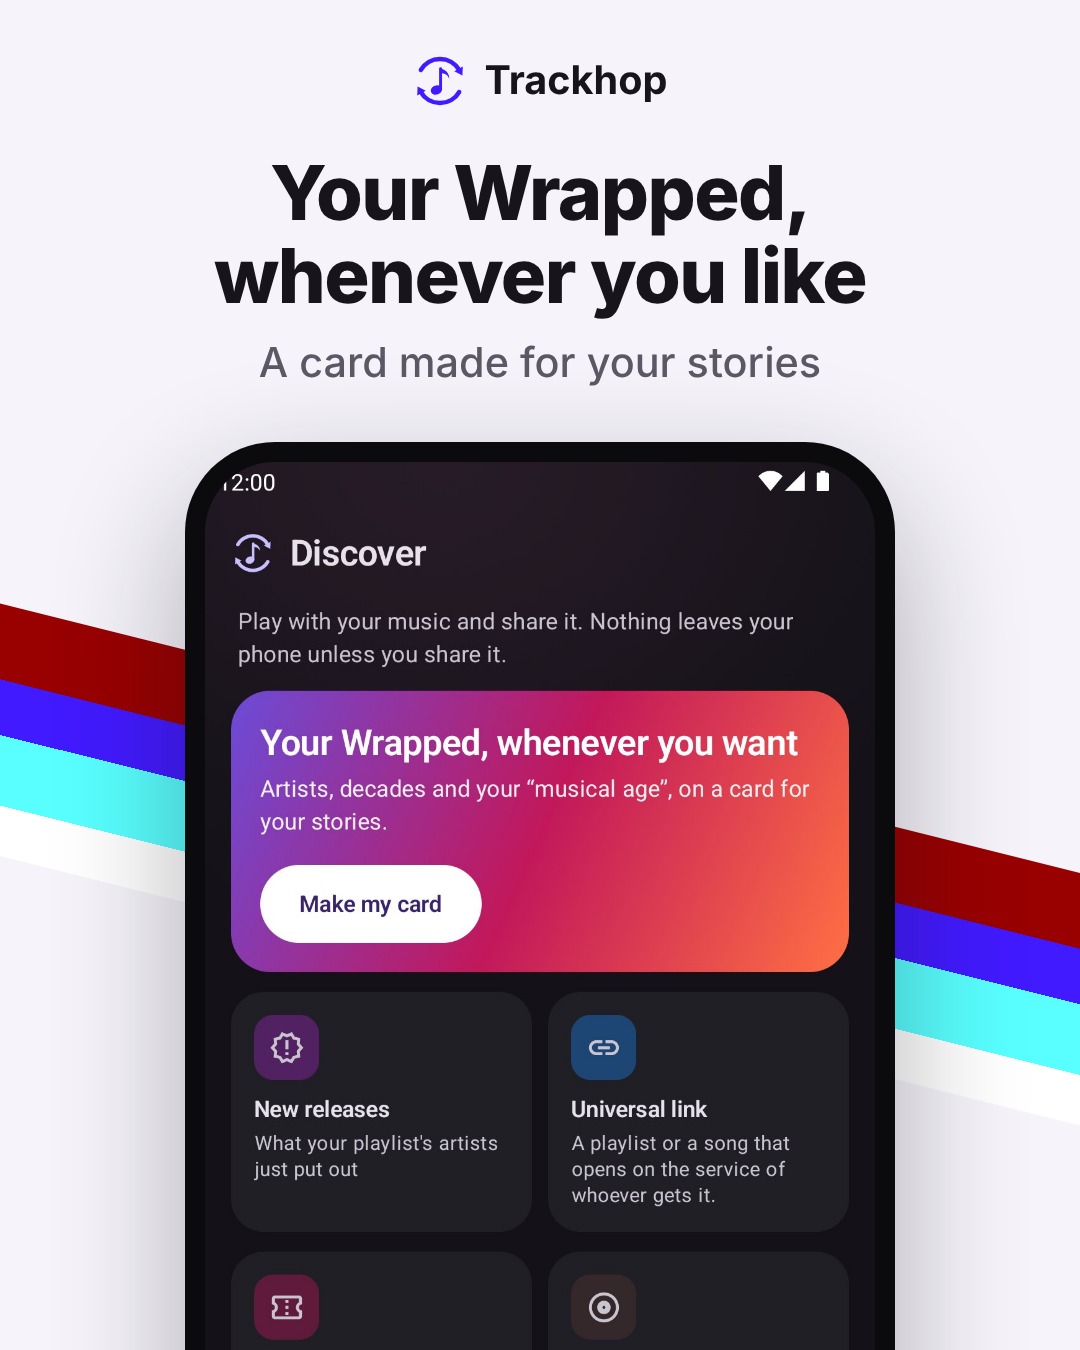 Trackhop
Your Wrapped,
whenever you like
A card made for your stories
12:00
Discover
Play with your music and share it. Nothing leaves your
phone unless you share it.
Your Wrapped, whenever you want
Artists, decades and your “musical age”, on a card for
your stories.
Make my card
New releases
What your playlist's artists
just put out
Universal link
A playlist or a song that
opens on the service of
whoever gets it.